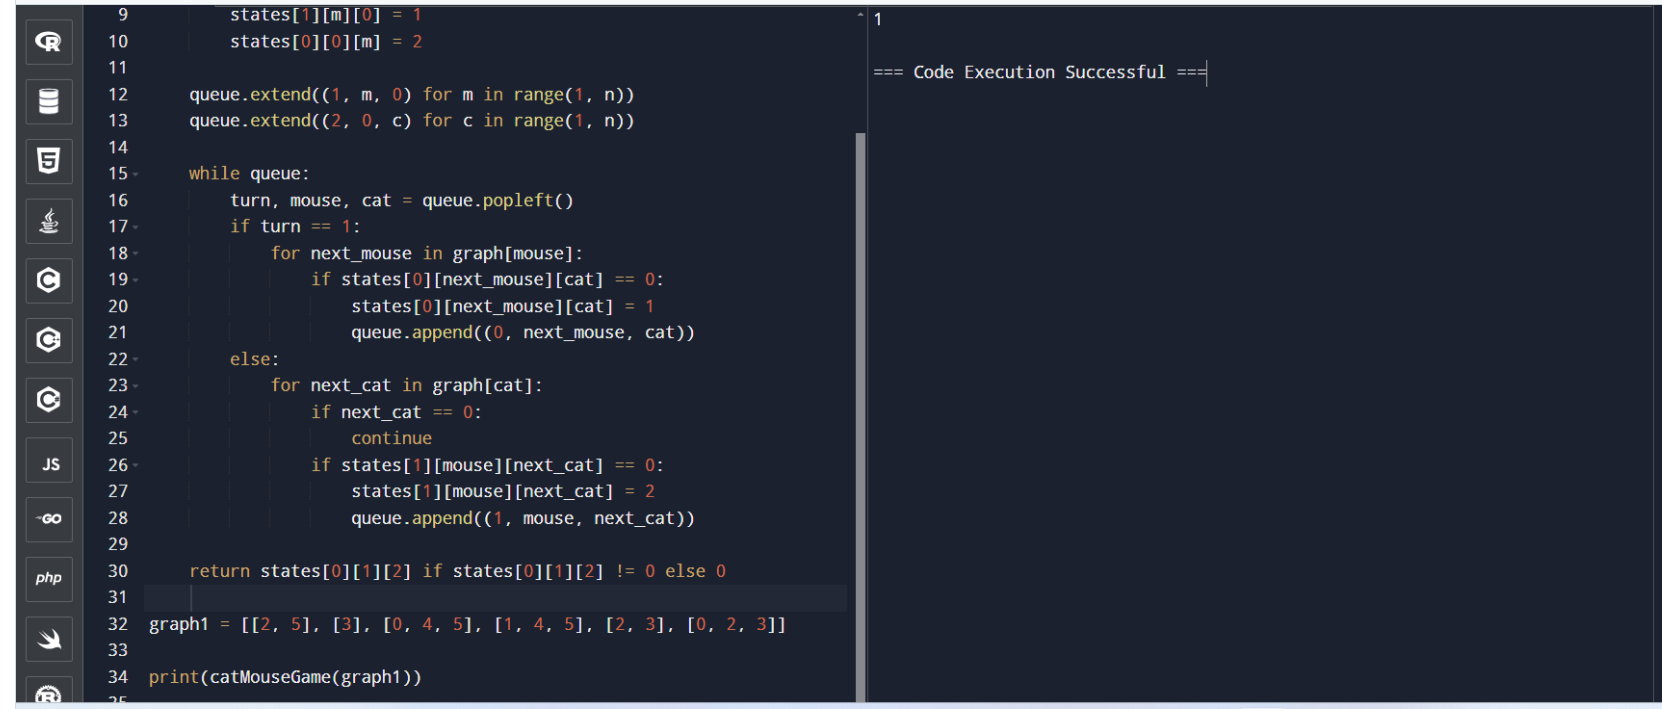 9 states[1][m][0] = 1
10 states[0][0][m] = 2
11
12 queue.extend((1, m, 0) for m in range(1, n))
13 queue.extend((2, 0, c) for c in range(1, n))
14
15 while queue:
16 turn, mouse, cat = queue.popleft()
17 if turn == 1:
18 for next_mouse in graph[mouse]:
19 if states[0][next_mouse][cat] == 0:
20 states[0][next_mouse][cat] = 1
21 queue.append((0, next_mouse, cat))
22 else:
23 for next_cat in graph[cat]:
24 if next_cat == 0:
25 continue
26 if states[1][mouse][next_cat] == 0:
27 states[1][mouse][next_cat] = 2
28 queue.append((1, mouse, next_cat))
29
30 return states[0][1][2] if states[0][1][2] != 0 else 0
31
32 graph1 = [[2, 5], [3], [0, 4, 5], [1, 4, 5], [2, 3], [0, 2, 3]]
33
34 print(catMouseGame(graph1))
35
1
=== Code Execution Successful ===
R
5
C
C
C
JS
GO
php
R